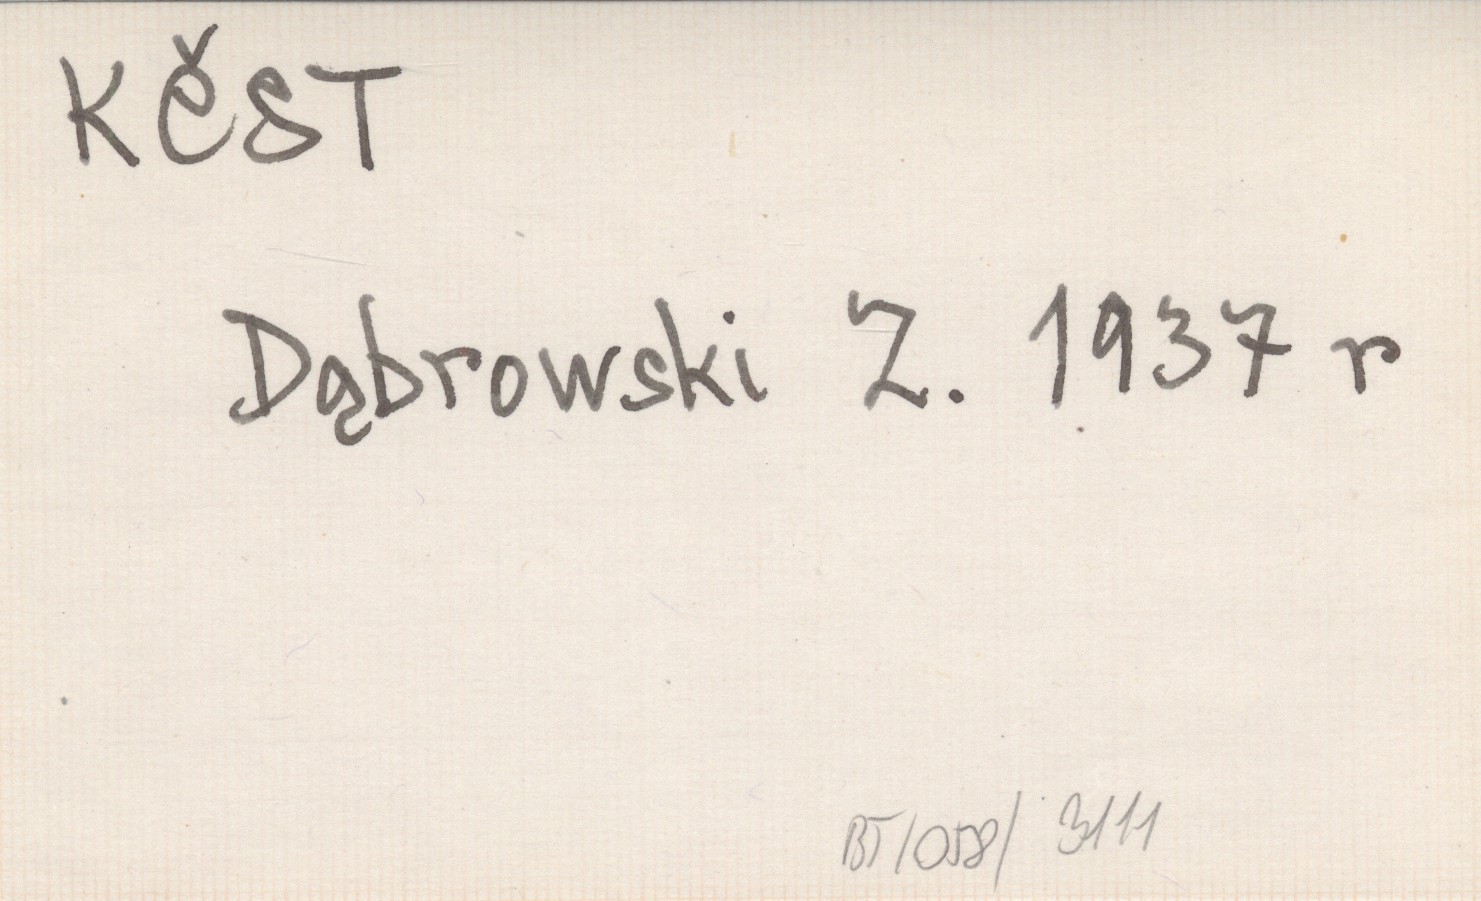 KČST
Dąbrowski Z. 1937 r
BT/058/ 3111